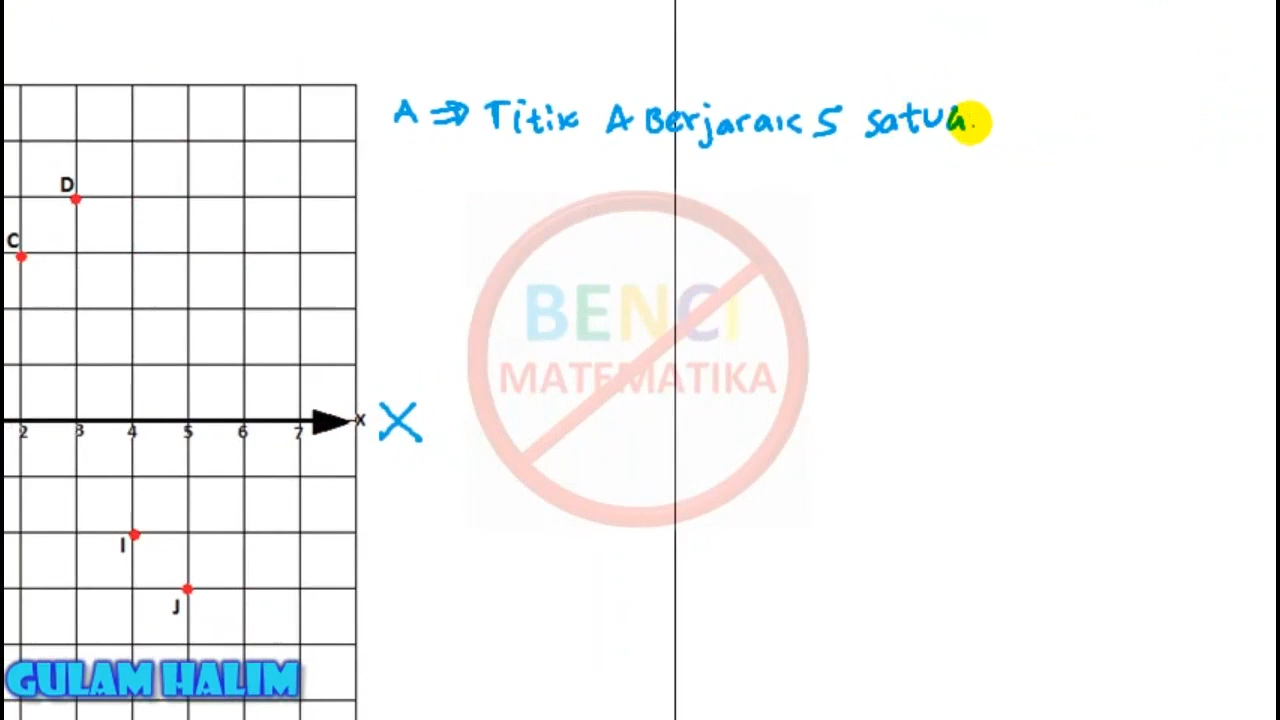 A ⇒ Titik A Berjarak 5 satua
D
C
BENCI
MATEMATIKA
2 3 4 5 6 7 X X
I
J
GULAM HALIM